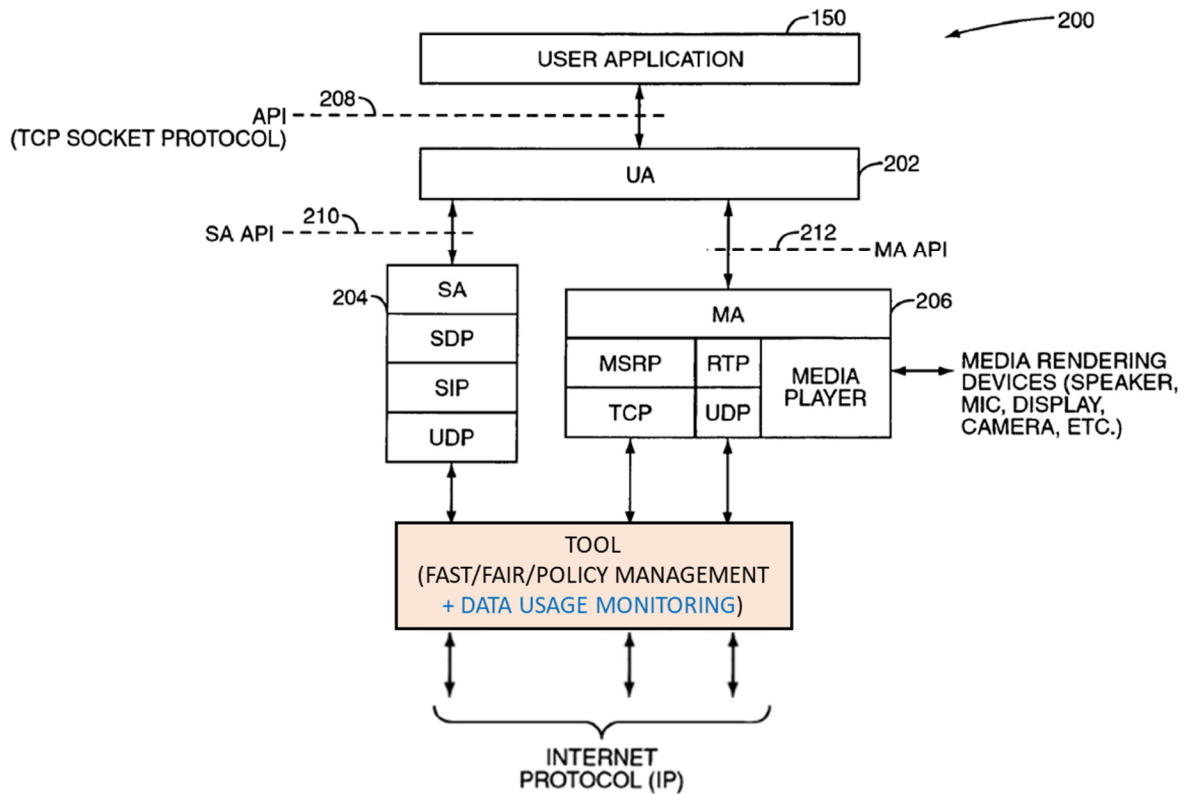 150
200
USER APPLICATION
208
API
(TCP SOCKET PROTOCOL)
UA
202
210
SA API
212
MA API
204
SA
SDP
SIP
UDP
206
MA
MSRP
RTP
TCP
UDP
MEDIA
PLAYER
MEDIA RENDERING
DEVICES (SPEAKER,
MIC, DISPLAY,
CAMERA, ETC.)
TOOL
(FAST/FAIR/POLICY MANAGEMENT
+ DATA USAGE MONITORING)
INTERNET
PROTOCOL (IP)